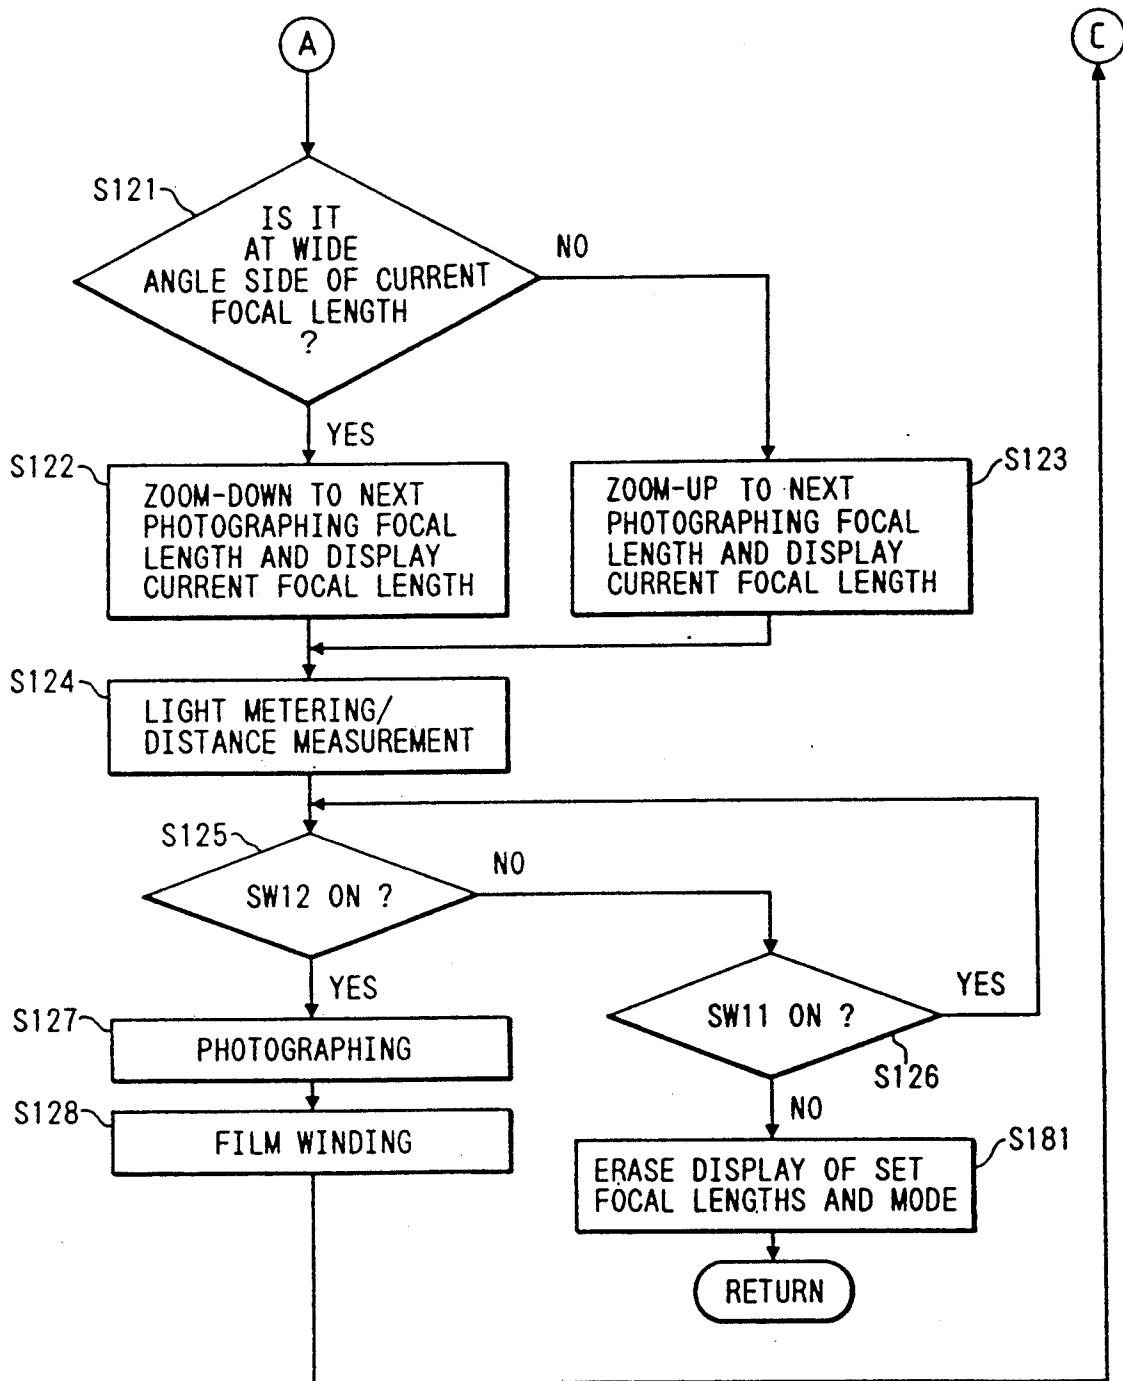 A
C
S121
IS IT
AT WIDE
ANGLE SIDE OF CURRENT
FOCAL LENGTH
?
NO
YES
S122
ZOOM-DOWN TO NEXT
PHOTOGRAPHING FOCAL
LENGTH AND DISPLAY
CURRENT FOCAL LENGTH
S123
ZOOM-UP TO NEXT
PHOTOGRAPHING FOCAL
LENGTH AND DISPLAY
CURRENT FOCAL LENGTH
S124
LIGHT METERING/
DISTANCE MEASUREMENT
S125
SW12 ON ?
NO
YES
SW11 ON ?
YES
S126
NO
S127
PHOTOGRAPHING
S128
FILM WINDING
S181
ERASE DISPLAY OF SET
FOCAL LENGTHS AND MODE
RETURN